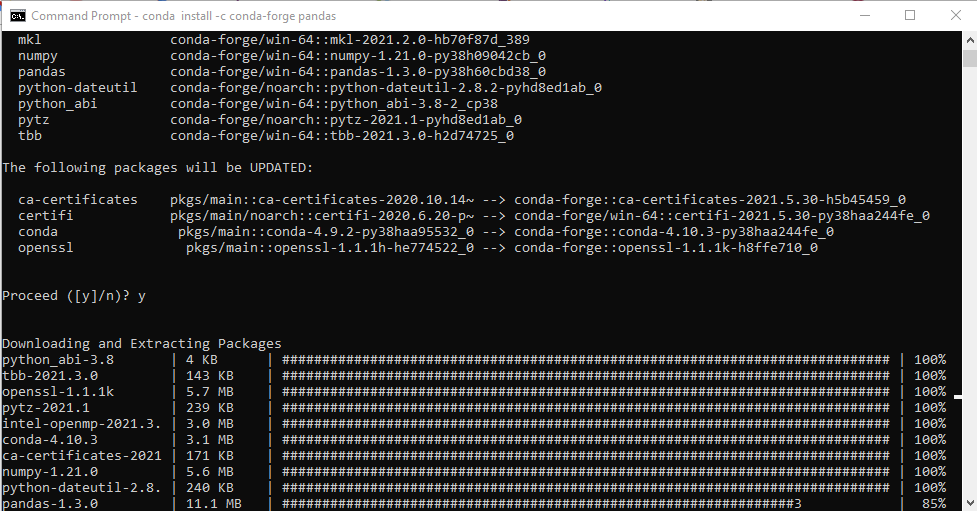 Command Prompt - conda  install -c conda-forge pandas
mkl                conda-forge/win-64::mkl-2021.2.0-hb70f87d_389
numpy              conda-forge/win-64::numpy-1.21.0-py38h09042cb_0
pandas             conda-forge/win-64::pandas-1.3.0-py38h60cbd38_0
python-dateutil    conda-forge/noarch::python-dateutil-2.8.2-pyhd8ed1ab_0
python_abi         conda-forge/win-64::python_abi-3.8-2_cp38
pytz               conda-forge/noarch::pytz-2021.1-pyhd8ed1ab_0
tbb                conda-forge/win-64::tbb-2021.3.0-h2d74725_0
The following packages will be UPDATED:
ca-certificates    pkgs/main::ca-certificates-2020.10.14~ --> conda-forge::ca-certificates-2021.5.30-h5b45459_0
certifi            pkgs/main/noarch::certifi-2020.6.20-p~ --> conda-forge/win-64::certifi-2021.5.30-py38haa244fe_0
conda               pkgs/main::conda-4.9.2-py38haa95532_0 --> conda-forge::conda-4.10.3-py38haa244fe_0
openssl              pkgs/main::openssl-1.1.1h-he774522_0 --> conda-forge::openssl-1.1.1k-h8ffe710_0
Proceed ([y]/n)? y
Downloading and Extracting Packages
python_abi-3.8       | 4 KB      | ############################################################################ | 100%
tbb-2021.3.0         | 143 KB    | ############################################################################ | 100%
openssl-1.1.1k       | 5.7 MB    | ############################################################################ | 100%
pytz-2021.1          | 239 KB    | ############################################################################ | 100%
intel-openmp-2021.3. | 3.0 MB    | ############################################################################ | 100%
conda-4.10.3         | 3.1 MB    | ############################################################################ | 100%
ca-certificates-2021 | 171 KB    | ############################################################################ | 100%
numpy-1.21.0         | 5.6 MB    | ############################################################################ | 100%
python-dateutil-2.8. | 240 KB    | ############################################################################ | 100%
pandas-1.3.0         | 11.1 MB   | ################################################################3            |  85%